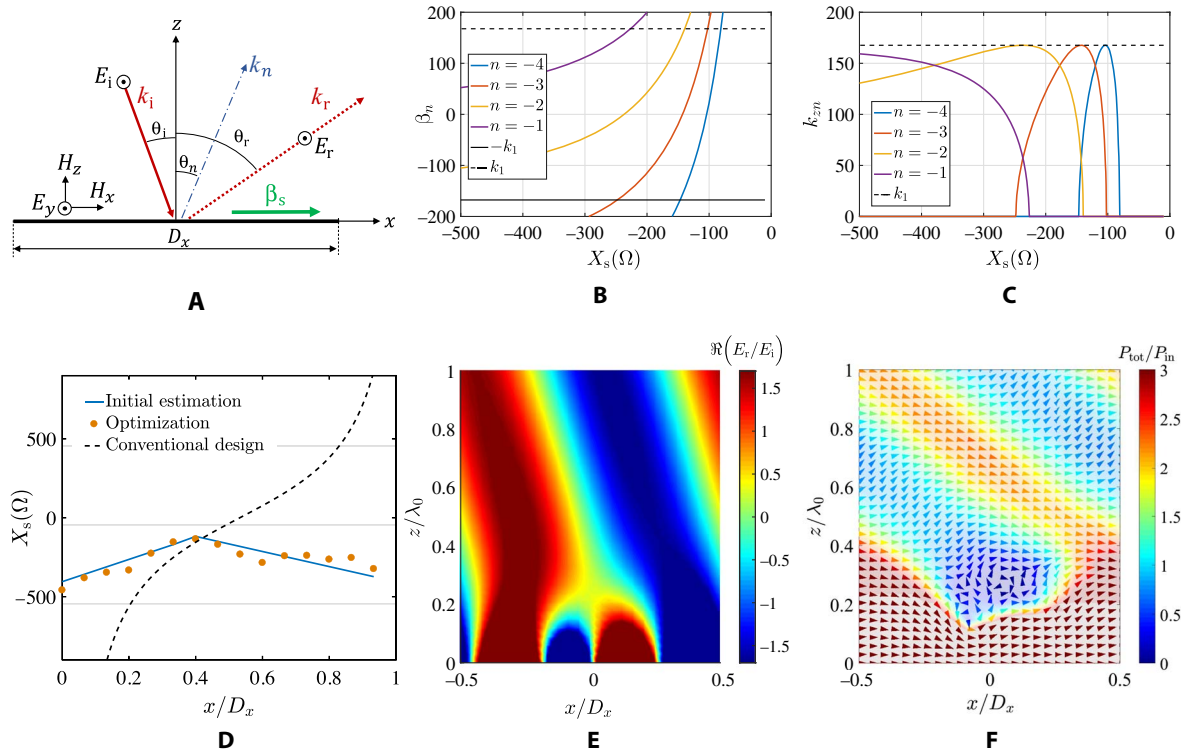 z
E_i
k_i
k_n
k_r
θ_i
θ_r
θ_n
E_r
H_z
H_x
E_y
β_s
x
D_x
A
200
150
100
50
0
−50
−100
−150
−200
β_n
n = −4
n = −3
n = −2
n = −1
−k_1
k_1
−500 −400 −300 −200 −100 0
X_s(Ω)
B
200
150
100
50
0
k_zn
n = −4
n = −3
n = −2
n = −1
k_1
−500 −400 −300 −200 −100 0
X_s(Ω)
C
Initial estimation
Optimization
Conventional design
500
0
−500
X_s(Ω)
0 0.2 0.4 0.6 0.8 1
x/D_x
D
ℜ(E_r/E_i)
1
0.8
0.6
0.4
0.2
0
z/λ_0
−0.5 0 0.5
x/D_x
1.5
1
0.5
0
−0.5
−1
−1.5
E
P_tot/P_in
1
0.8
0.6
0.4
0.2
0
z/λ_0
−0.5 0 0.5
x/D_x
3
2.5
2
1.5
1
0.5
0
F